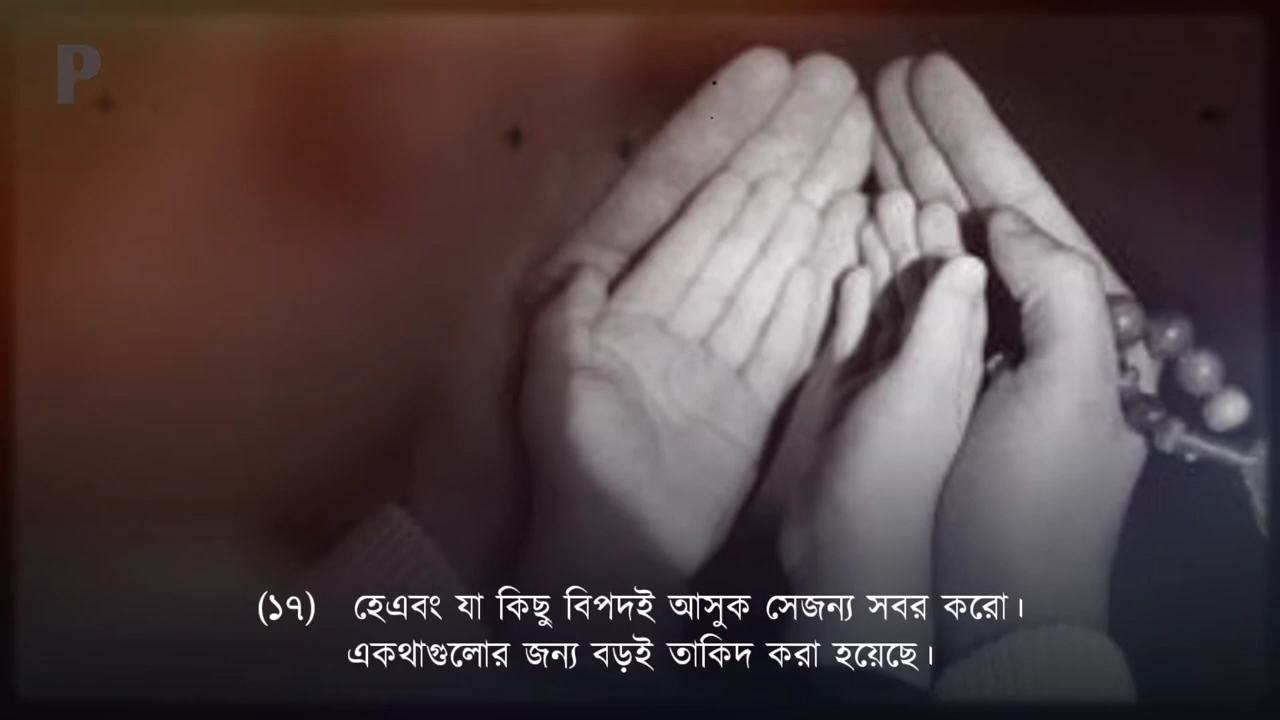 P
(১৭) হেএবং যা কিছু বিপদই আসুক সেজন্য সবর করো।
একথাগুলোর জন্য বড়ই তাকিদ করা হয়েছে।